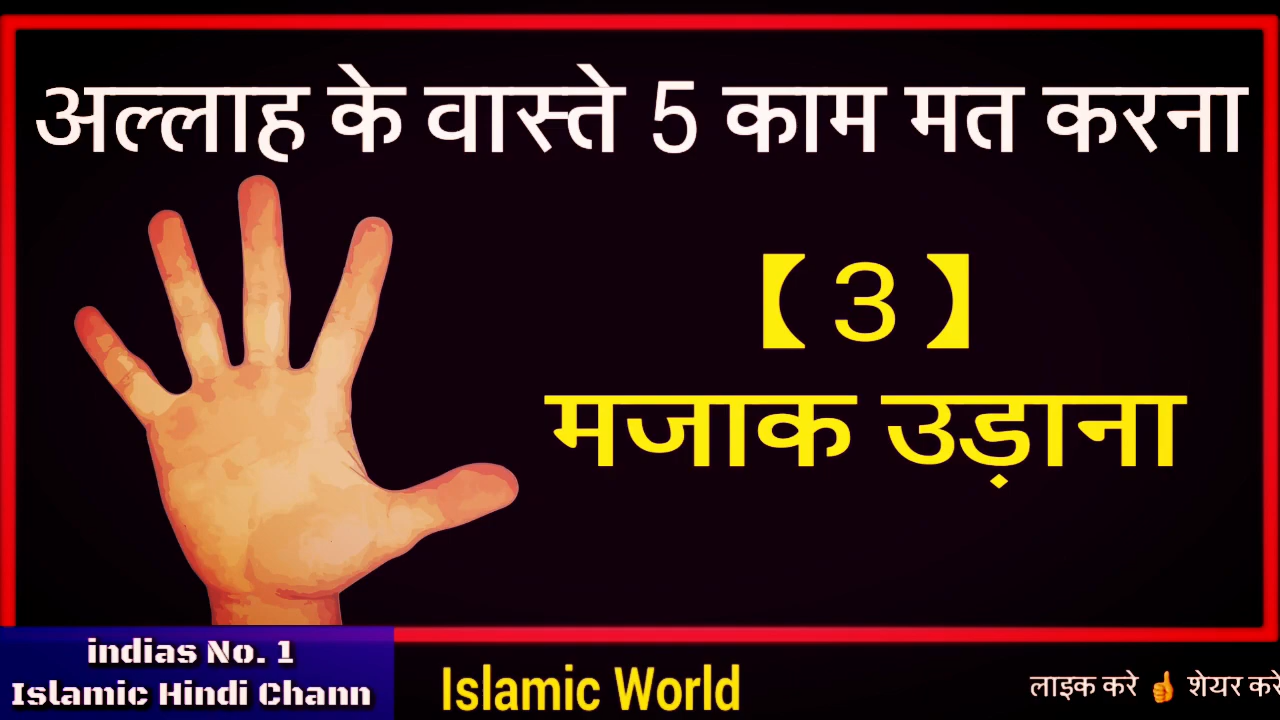 अल्लाह के वास्ते 5 काम मत करना
【3】
मजाक उड़ाना
indias No. 1
Islamic Hindi Chann
Islamic World
लाइक करे 👍 शेयर करे